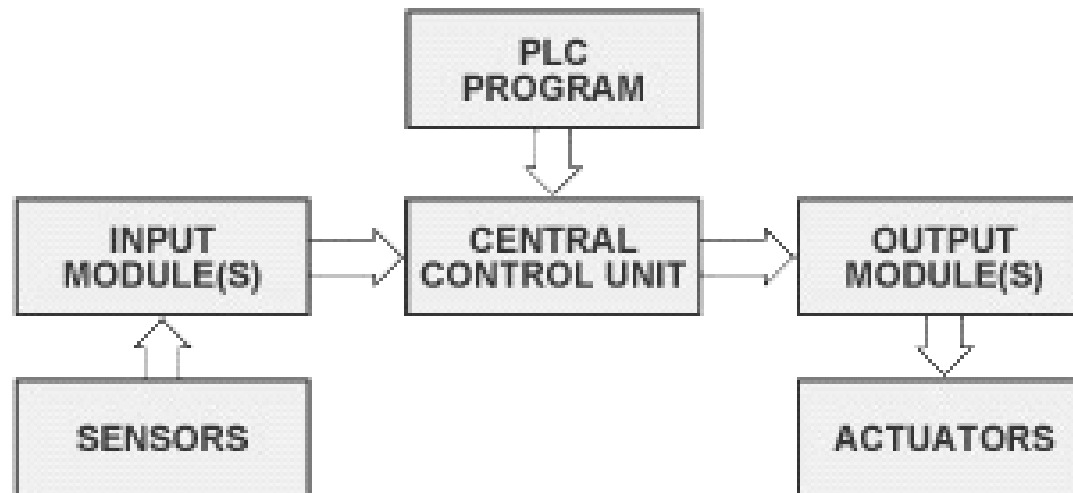 PLC
PROGRAM
INPUT
MODULE(S)
CENTRAL
CONTROL UNIT
OUTPUT
MODULE(S)
SENSORS
ACTUATORS